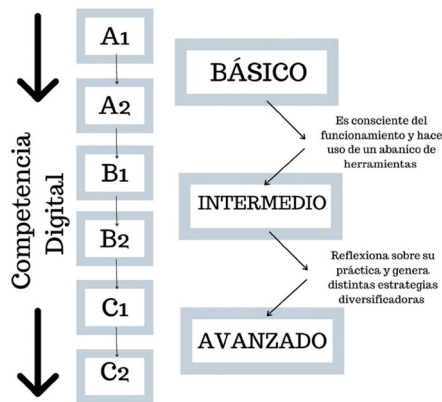 Competencia
Digital
A1
A2
B1
B2
C1
C2
BÁSICO
Es consciente del
funcionamiento y hace
uso de un abanico de
herramientas
INTERMEDIO
Reflexiona sobre su
práctica y genera
distintas estrategias
diversificadoras
AVANZADO